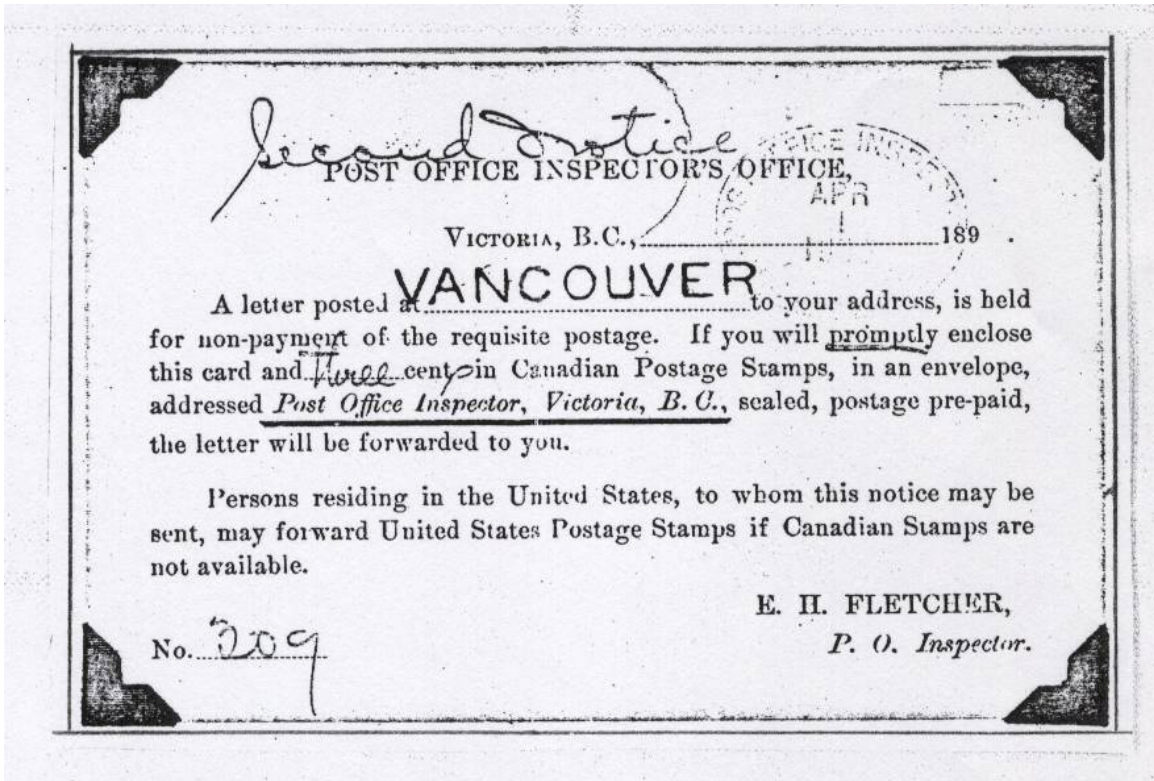 Second Notice
POST OFFICE INSPECTOR'S OFFICE,
OFFICE INSPECT
APR
1
VICTORIA, B.C., 189 .
VANCOUVER
A letter posted at to your address, is held
for non-payment of the requisite postage. If you will promptly enclose
this card and three cents in Canadian Postage Stamps, in an envelope,
addressed Post Office Inspector, Victoria, B. C., sealed, postage pre-paid,
the letter will be forwarded to you.
Persons residing in the United States, to whom this notice may be
sent, may forward United States Postage Stamps if Canadian Stamps are
not available.
E. H. FLETCHER,
P. O. Inspector.
No. 209